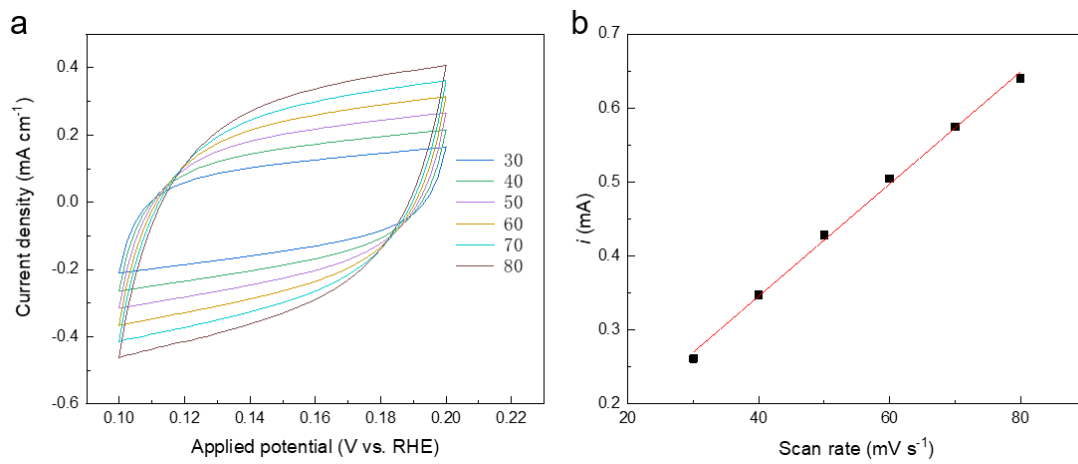 a
Current density (mA cm⁻¹)
0.4
0.2
0.0
-0.2
-0.4
-0.6
30
40
50
60
70
80
0.10 0.12 0.14 0.16 0.18 0.20 0.22
Applied potential (V vs. RHE)
b
i (mA)
0.7
0.6
0.5
0.4
0.3
0.2
20 40 60 80
Scan rate (mV s⁻¹)